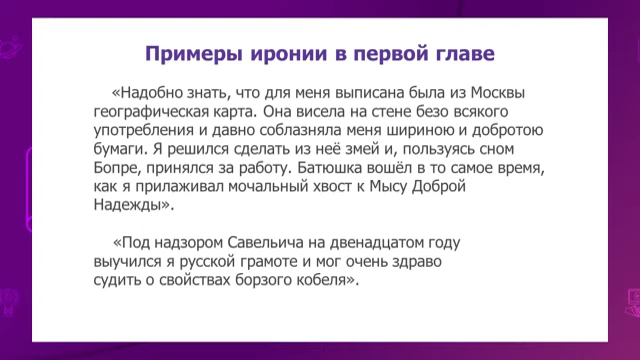 Примеры иронии в первой главе
«Надобно знать, что для меня выписана была из Москвы
географическая карта. Она висела на стене безо всякого
употребления и давно соблазняла меня шириною и добротою
бумаги. Я решился сделать из неё змей и, пользуясь сном
Бопре, принялся за работу. Батюшка вошёл в то самое время,
как я прилаживал мочальный хвост к Мысу Доброй
Надежды».
«Под надзором Савельича на двенадцатом году
выучился я русской грамоте и мог очень здраво
судить о свойствах борзого кобеля».